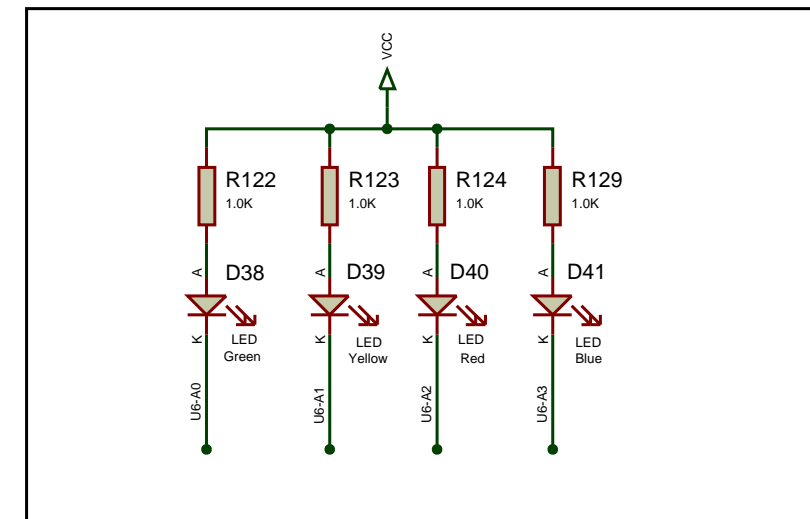 VCC
R122
1.0K
R123
1.0K
R124
1.0K
R129
1.0K
A
D38
A
D39
A
D40
A
D41
K
LED
Green
K
LED
Yellow
K
LED
Red
K
LED
Blue
U6-A0
U6-A1
U6-A2
U6-A3